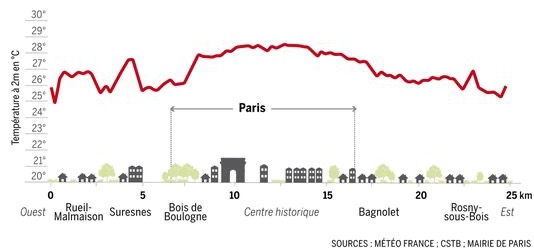 Température à 2m en °C
30°
29°
28°
27°
26°
25°
24°
23°
22°
21°
20°
Paris
0
5
10
15
20
25 km
Ouest
Rueil-
Malmaison
Suresnes
Bois de
Boulogne
Centre historique
Bagnolet
Rosny-
sous-Bois
Est
SOURCES : MÉTÉO FRANCE ; CSTB ; MAIRIE DE PARIS